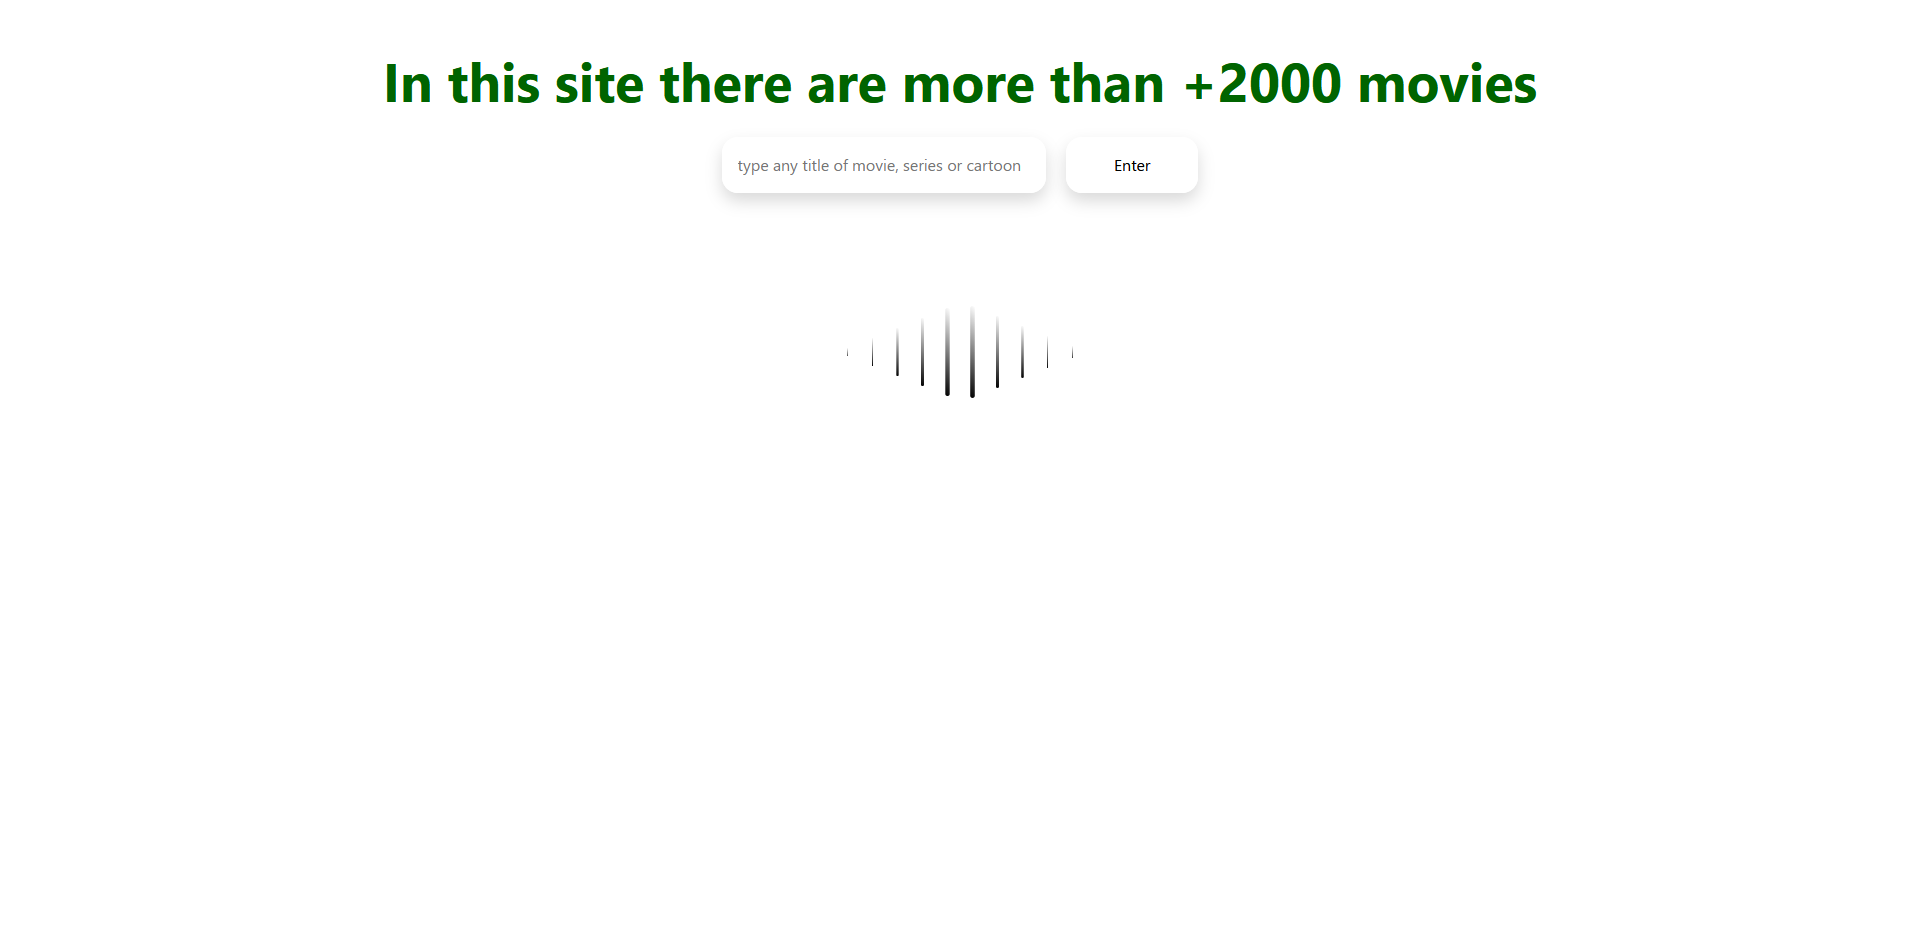 In this site there are more than +2000 movies
type any title of movie, series or cartoon
Enter